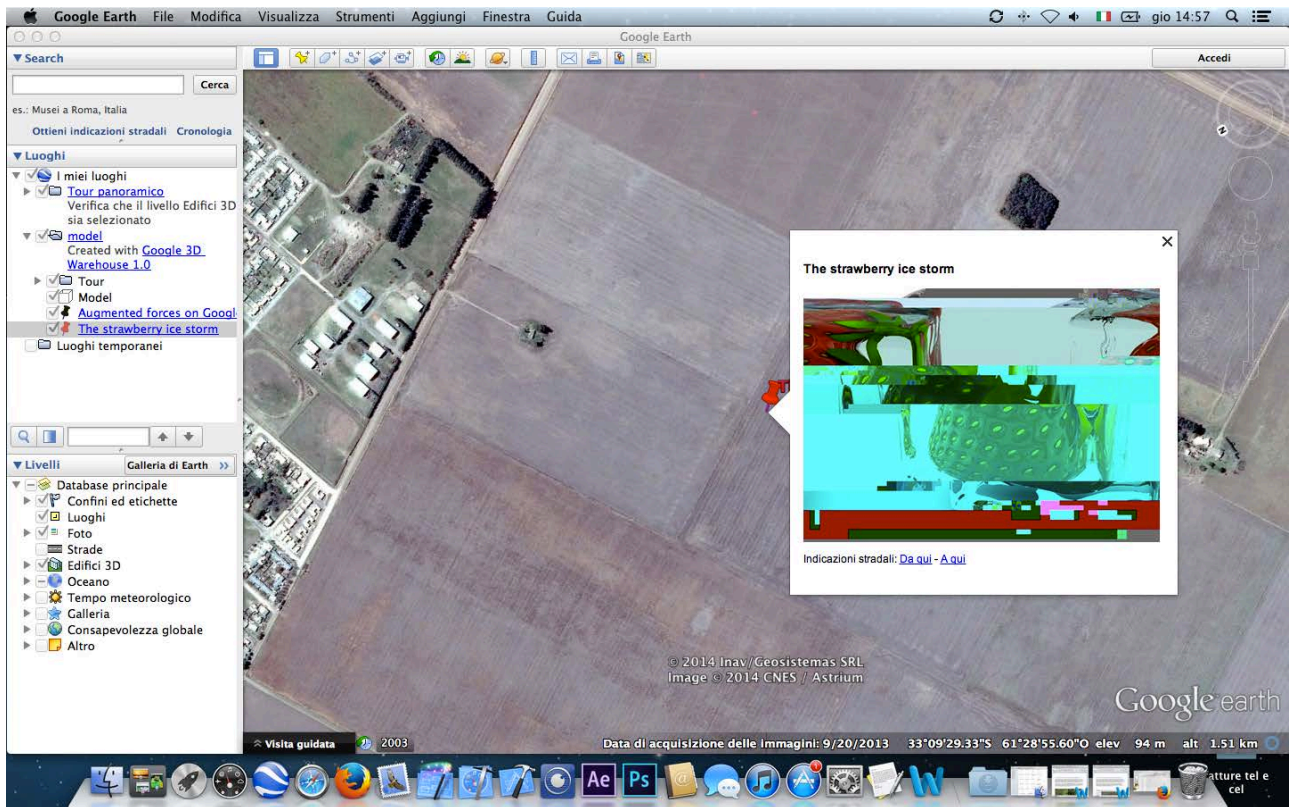 Google Earth File Modifica Visualizza Strumenti Aggiungi Finestra Guida gio 14:57
Google Earth
Search
Accedi
Cerca
es.: Musei a Roma, Italia
Ottieni indicazioni stradali Cronologia
Luoghi
I miei luoghi
Tour panoramico
Verifica che il livello Edifici 3D
sia selezionato
model
Created with Google 3D
Warehouse 1.0
Tour
Model
Augmented forces on Googl
The strawberry ice storm
Luoghi temporanei
Livelli Galleria di Earth >>
Database principale
Confini ed etichette
Luoghi
Foto
Strade
Edifici 3D
Oceano
Tempo meteorologico
Galleria
Consapevolezza globale
Altro
The strawberry ice storm
Indicazioni stradali: Da qui - A qui
© 2014 Inav/Geosistemas SRL
Image © 2014 CNES / Astrium
Google earth
Visita guidata 2003 Data di acquisizione delle immagini: 9/20/2013 33°09'29.33"S 61°28'55.60"O elev 94 m alt 1.51 km
Ae Ps
atture tel e
cel